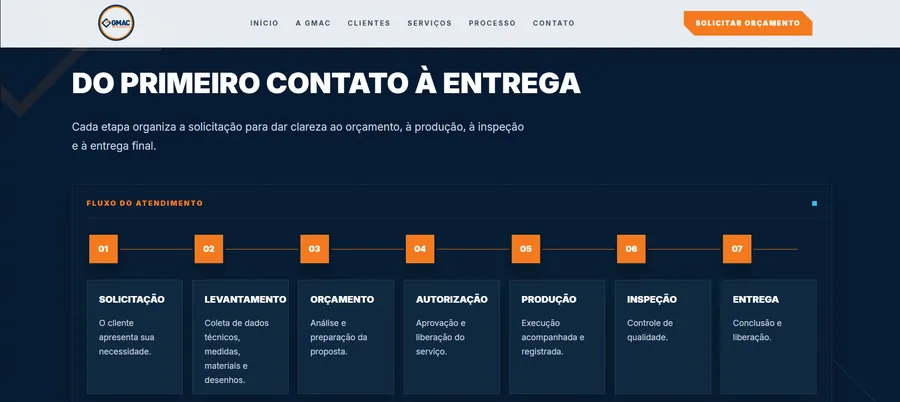 GMAC
INÍCIO A GMAC CLIENTES SERVIÇOS PROCESSO CONTATO
SOLICITAR ORÇAMENTO
DO PRIMEIRO CONTATO À ENTREGA
Cada etapa organiza a solicitação para dar clareza ao orçamento, à produção, à inspeção
e à entrega final.
FLUXO DO ATENDIMENTO
01
SOLICITAÇÃO
O cliente
apresenta sua
necessidade.
02
LEVANTAMENTO
Coleta de dados
técnicos,
medidas,
materiais e
desenhos.
03
ORÇAMENTO
Análise e
preparação da
proposta.
04
AUTORIZAÇÃO
Aprovação e
liberação do
serviço.
05
PRODUÇÃO
Execução
acompanhada e
registrada.
06
INSPEÇÃO
Controle de
qualidade.
07
ENTREGA
Conclusão e
liberação.